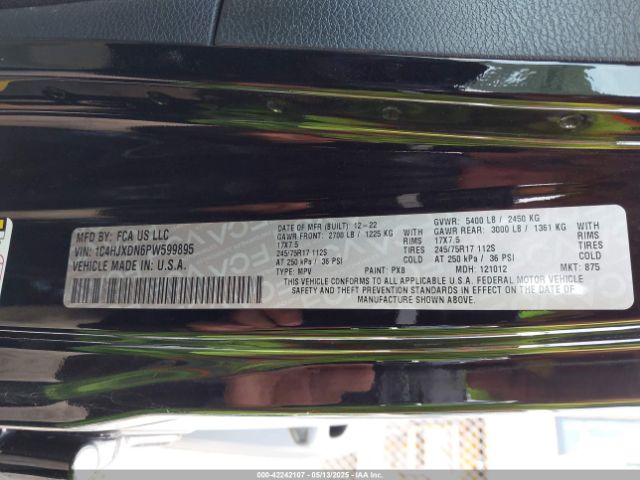 MFD BY: FCA US LLC
VIN: 1C4HJXDN6PW599895
VEHICLE MADE IN U.S.A.
DATE OF MFR (BUILT): 12-22
GAWR FRONT: 2700 LB / 1225 KG WITH
17X7.5 RIMS
245/75R17 112S
AT 250 kPa / 36 PSI COLD
TYPE: MPV PAINT: PX8
GVWR: 5400 LB / 2450 KG
GAWR REAR: 3000 LB / 1361 KG WITH
17X7.5 RIMS
245/75R17 112S
AT 250 kPa / 36 PSI COLD
MDH: 121012 MKT: 875
THIS VEHICLE CONFORMS TO ALL APPLICABLE U.S.A. FEDERAL MOTOR VEHICLE
SAFETY AND THEFT PREVENTION STANDARDS IN EFFECT ON THE DATE OF
MANUFACTURE SHOWN ABOVE.
000-42242107 - 05/13/2025 - AUTHORIZED FOR IAA USE ONLY